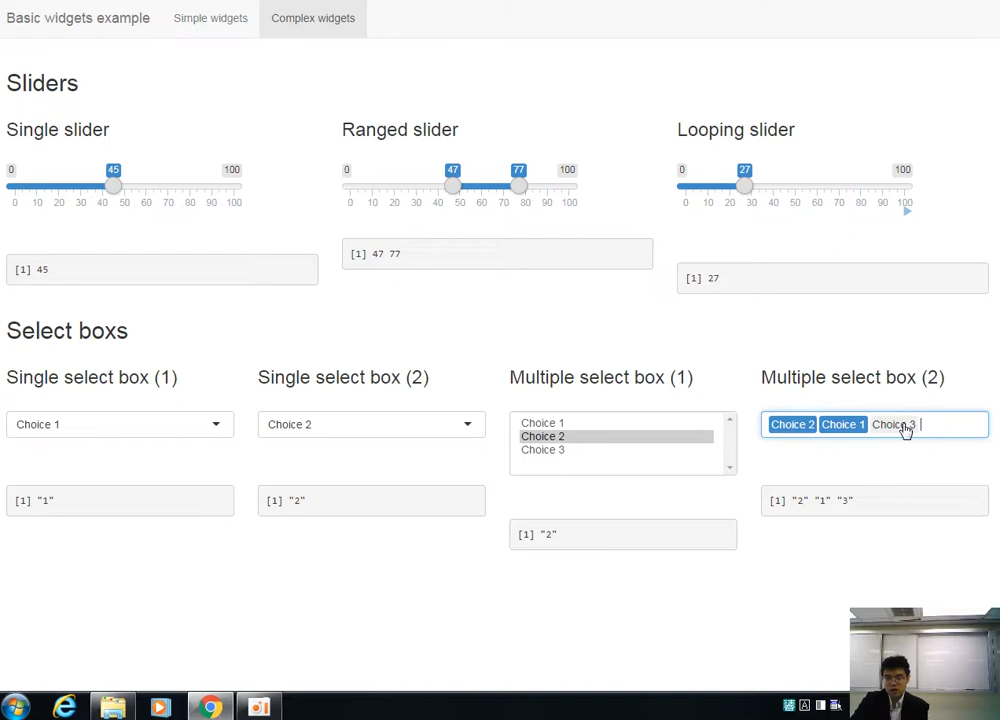 Basic widgets example Simple widgets Complex widgets
Sliders
Single slider Ranged slider Looping slider
0 45 100 0 47 77 100 0 27 100
0 10 20 30 40 50 60 70 80 90 100 0 10 20 30 40 50 60 70 80 90 100 0 10 20 30 40 50 60 70 80 90 100
[1] 47 77
[1] 45
[1] 27
Select boxs
Single select box (1) Single select box (2) Multiple select box (1) Multiple select box (2)
Choice 1 Choice 2 Choice 1 Choice 2 Choice 1 Choice 3
Choice 2
Choice 3
[1] "1" [1] "2" [1] "2" "1" "3"
[1] "2"